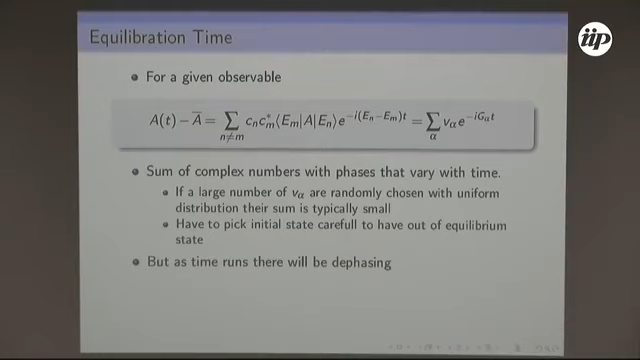 Equilibration Time
iip
For a given observable
A(t) − A̅ = ∑_{n≠m} c_n c_m^* ⟨E_m|A|E_n⟩ e^{−i(E_n−E_m)t} = ∑_α v_α e^{−iG_α t}
Sum of complex numbers with phases that vary with time.
If a large number of v_α are randomly chosen with uniform
distribution their sum is typically small
Have to pick initial state carefull to have out of equilibrium
state
But as time runs there will be dephasing